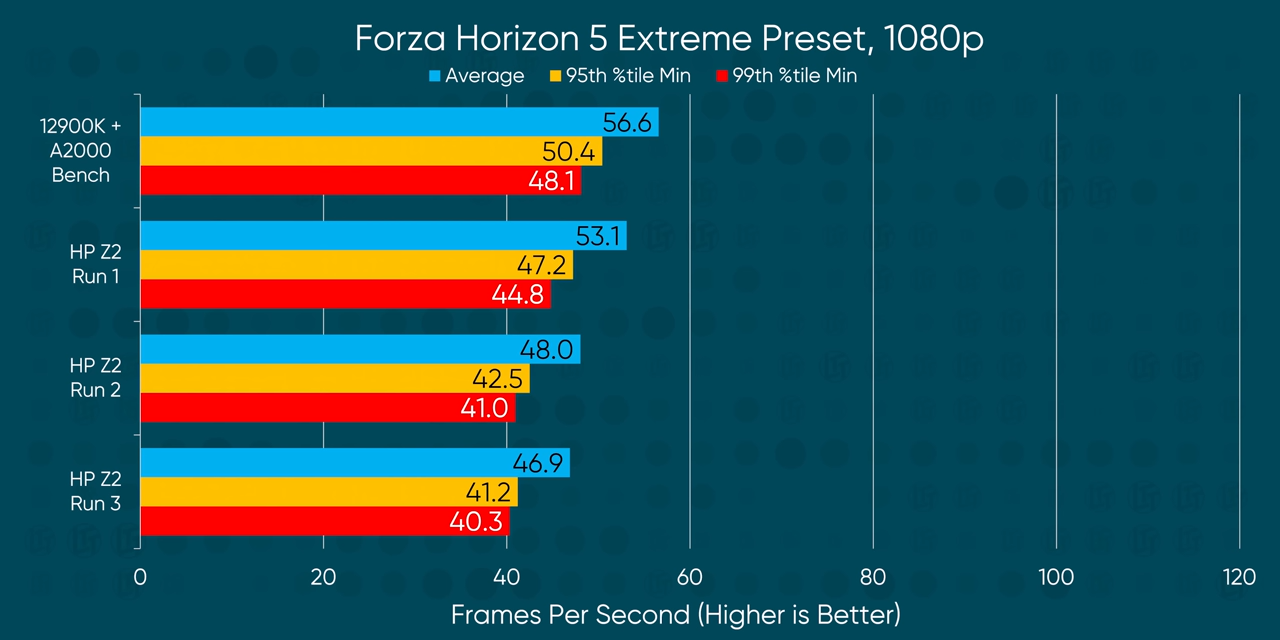 Forza Horizon 5 Extreme Preset, 1080p
Average 95th %tile Min 99th %tile Min
12900K +
A2000
Bench
56.6
50.4
48.1
HP Z2
Run 1
53.1
47.2
44.8
HP Z2
Run 2
48.0
42.5
41.0
HP Z2
Run 3
46.9
41.2
40.3
0 20 40 60 80 100 120
Frames Per Second (Higher is Better)